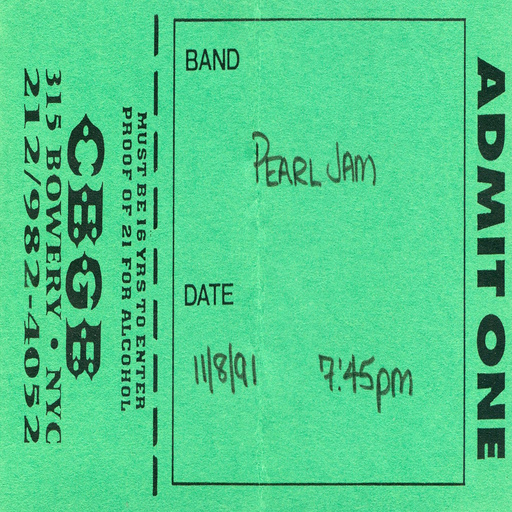 CBGB
315 BOWERY • NYC
212/982-4052
MUST BE 16 YRS TO ENTER
PROOF OF 21 FOR ALCOHOL
BAND
PEARL JAM
DATE
11/8/91 7:45pm
ADMIT ONE